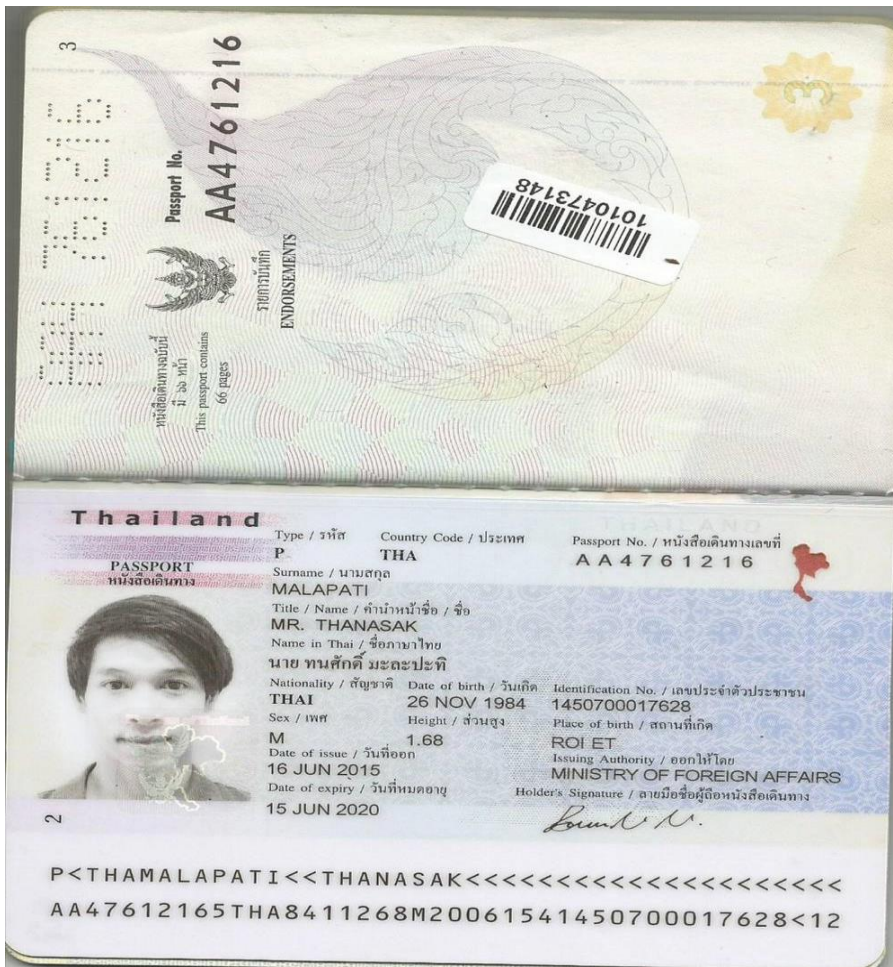 3
AA4761216
Passport No.
AA4761216
หนังสือเดินทางฉบับนี้
มี ๖๖ หน้า
This passport contains
66 pages
รายการบันทึก
ENDORSEMENTS
1010473148
3
Thailand
PASSPORT
หนังสือเดินทาง
Type / รหัส Country Code / ประเทศ Passport No. / หนังสือเดินทางเลขที่
P THA AA4761216
Surname / นามสกุล
MALAPATI
Title / Name / คำนำหน้าชื่อ / ชื่อ
MR. THANASAK
Name in Thai / ชื่อภาษาไทย
นาย ทนศักดิ์ มะละปะทิ
Nationality / สัญชาติ Date of birth / วันเกิด Identification No. / เลขประจำตัวประชาชน
THAI 26 NOV 1984 1450700017628
Sex / เพศ Height / ส่วนสูง Place of birth / สถานที่เกิด
M 1.68 ROI ET
Date of issue / วันที่ออก Issuing Authority / ออกให้โดย
16 JUN 2015 MINISTRY OF FOREIGN AFFAIRS
Date of expiry / วันที่หมดอายุ Holder's Signature / ลายมือชื่อผู้ถือหนังสือเดินทาง
15 JUN 2020
2
P<THAMALAPATI<<THANASAK<<<<<<<<<<<<<<<<<<<<<
AA47612165THA8411268M20061541450700017628<12